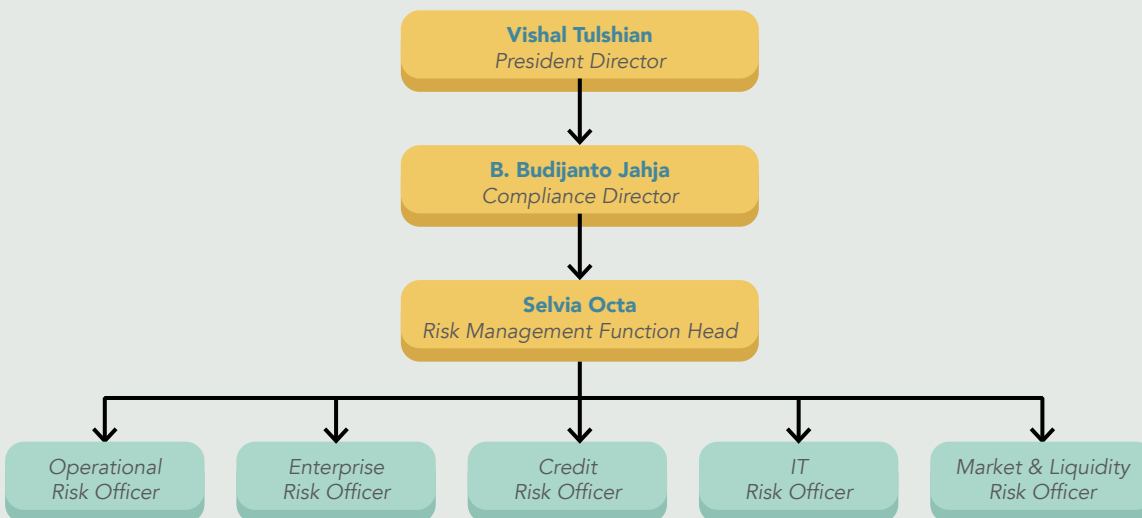 Vishal Tulshian
President Director
B. Budijanto Jahja
Compliance Director
Selvia Octa
Risk Management Function Head
Operational
Risk Officer
Enterprise
Risk Officer
Credit
Risk Officer
IT
Risk Officer
Market & Liquidity
Risk Officer